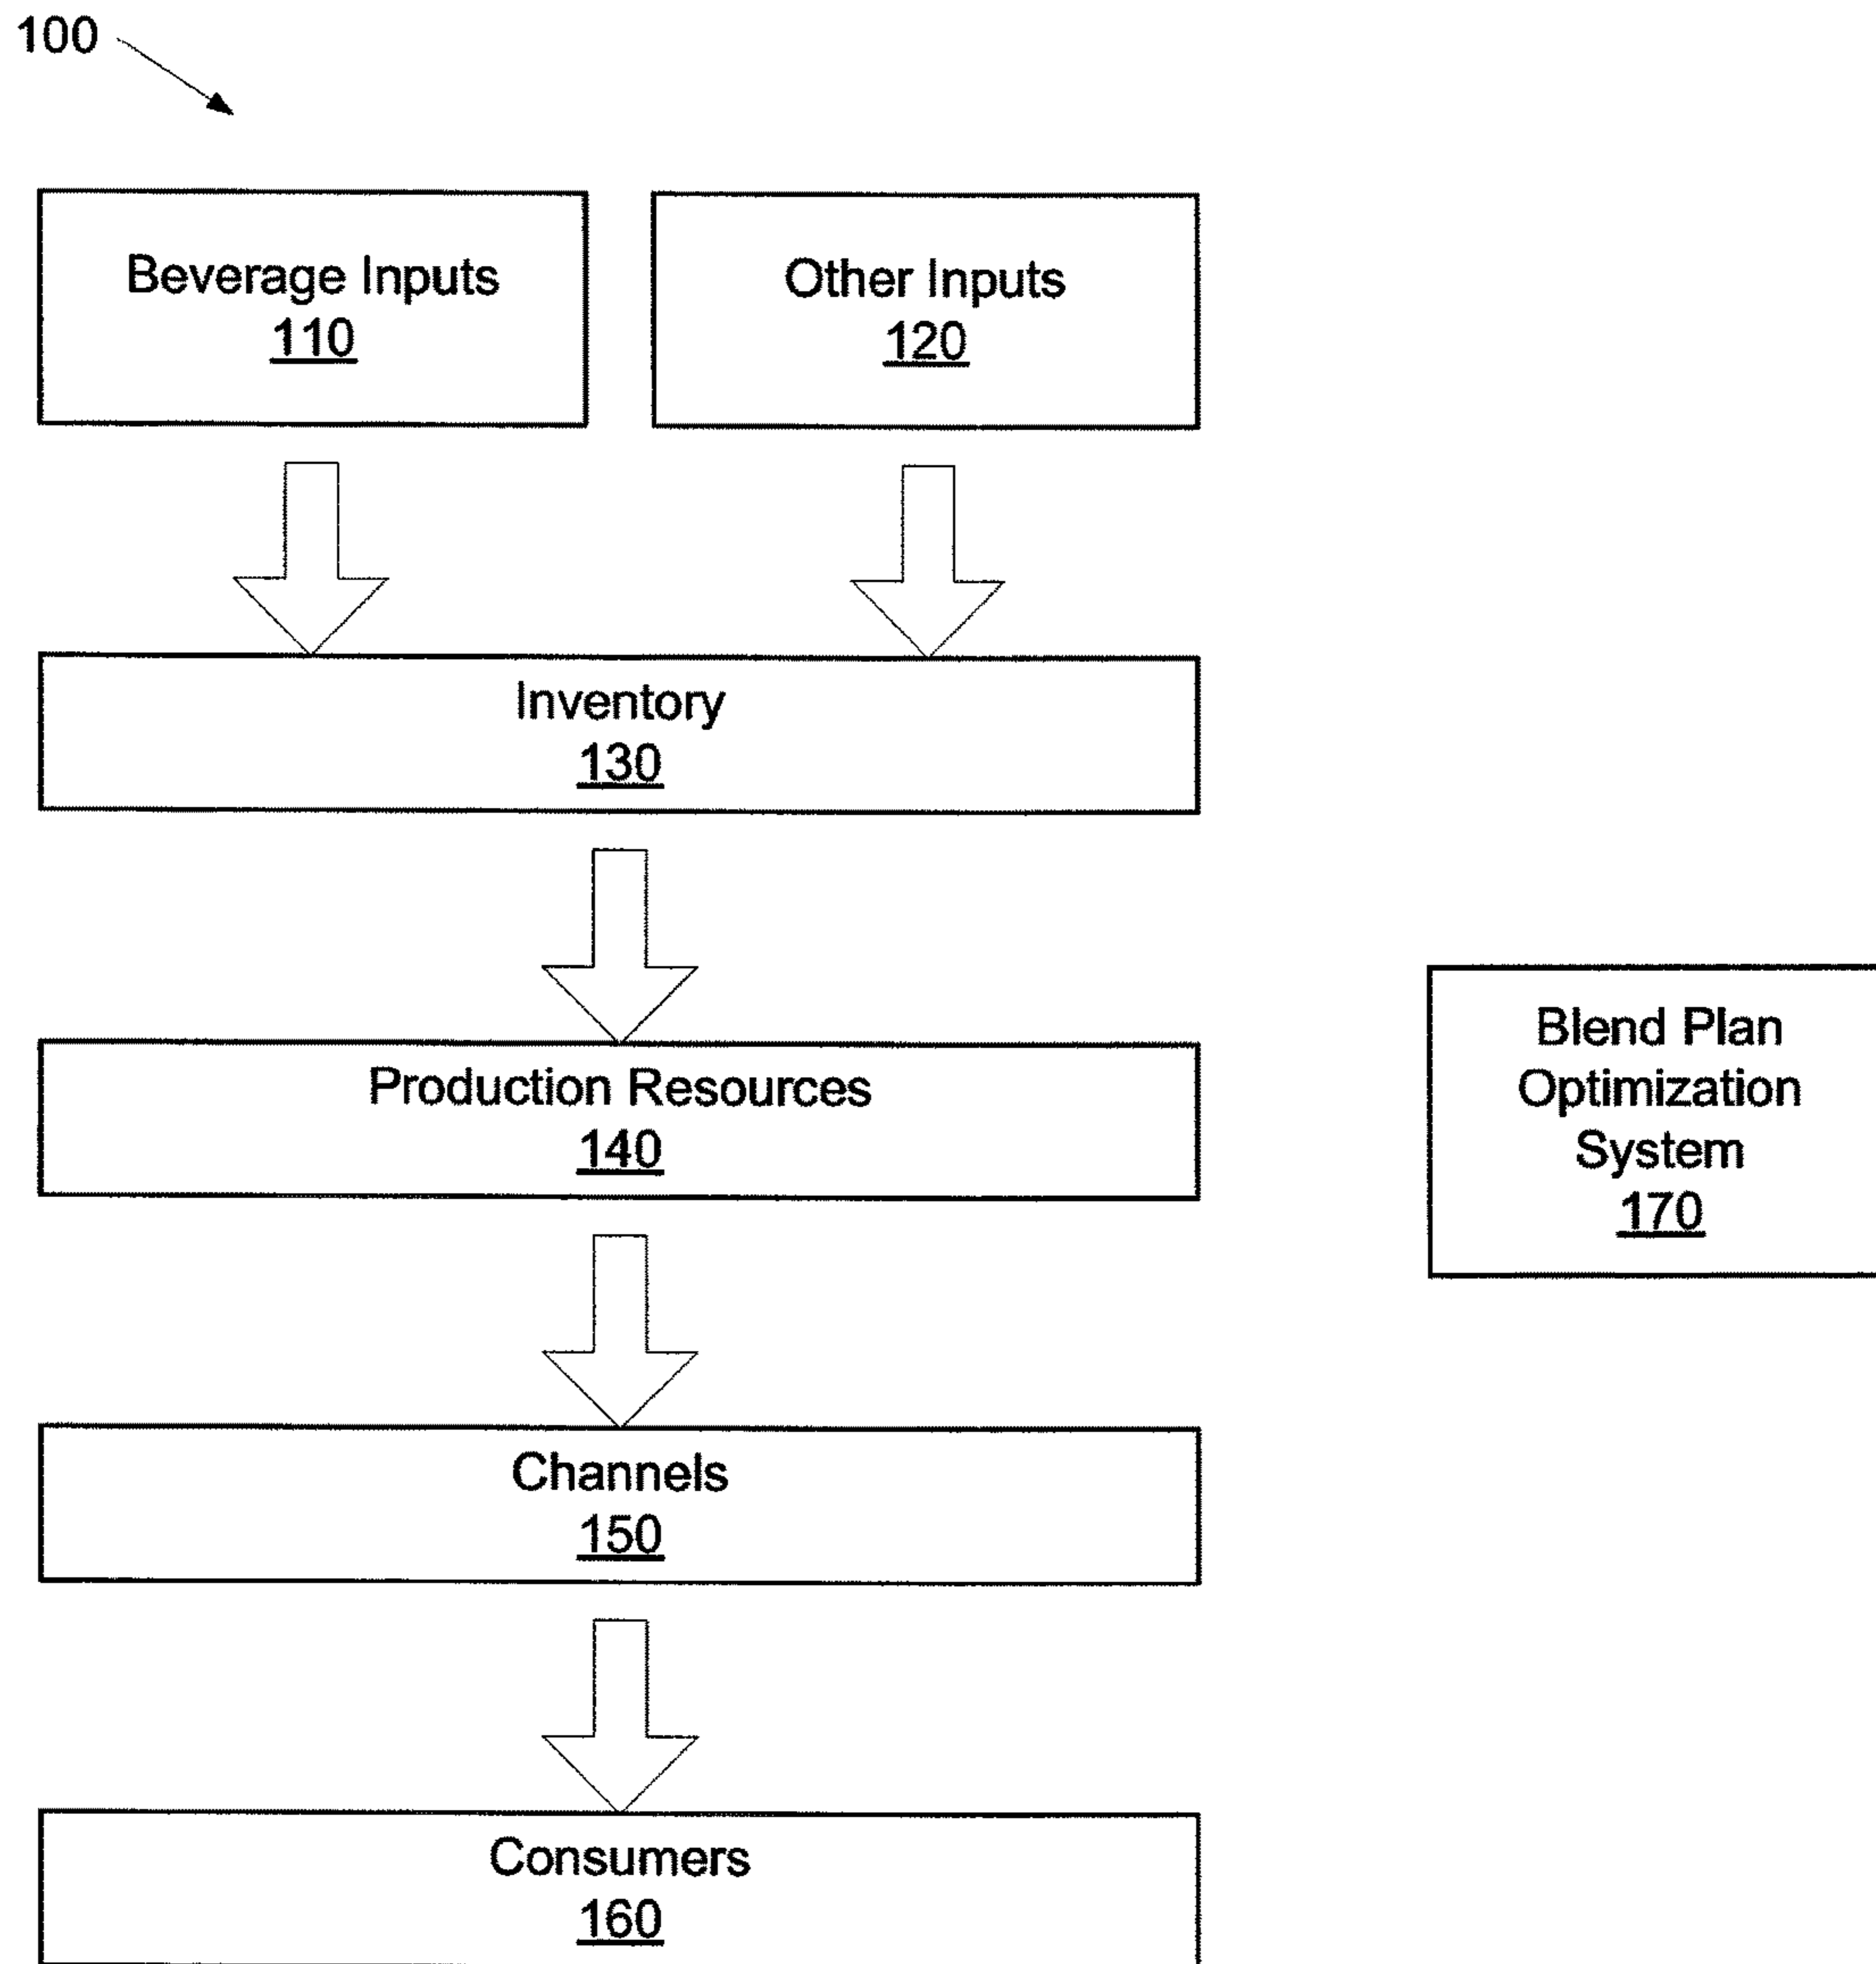 100
Beverage Inputs
110
Other Inputs
120
Inventory
130
Production Resources
140
Blend Plan
Optimization
System
170
Channels
150
Consumers
160